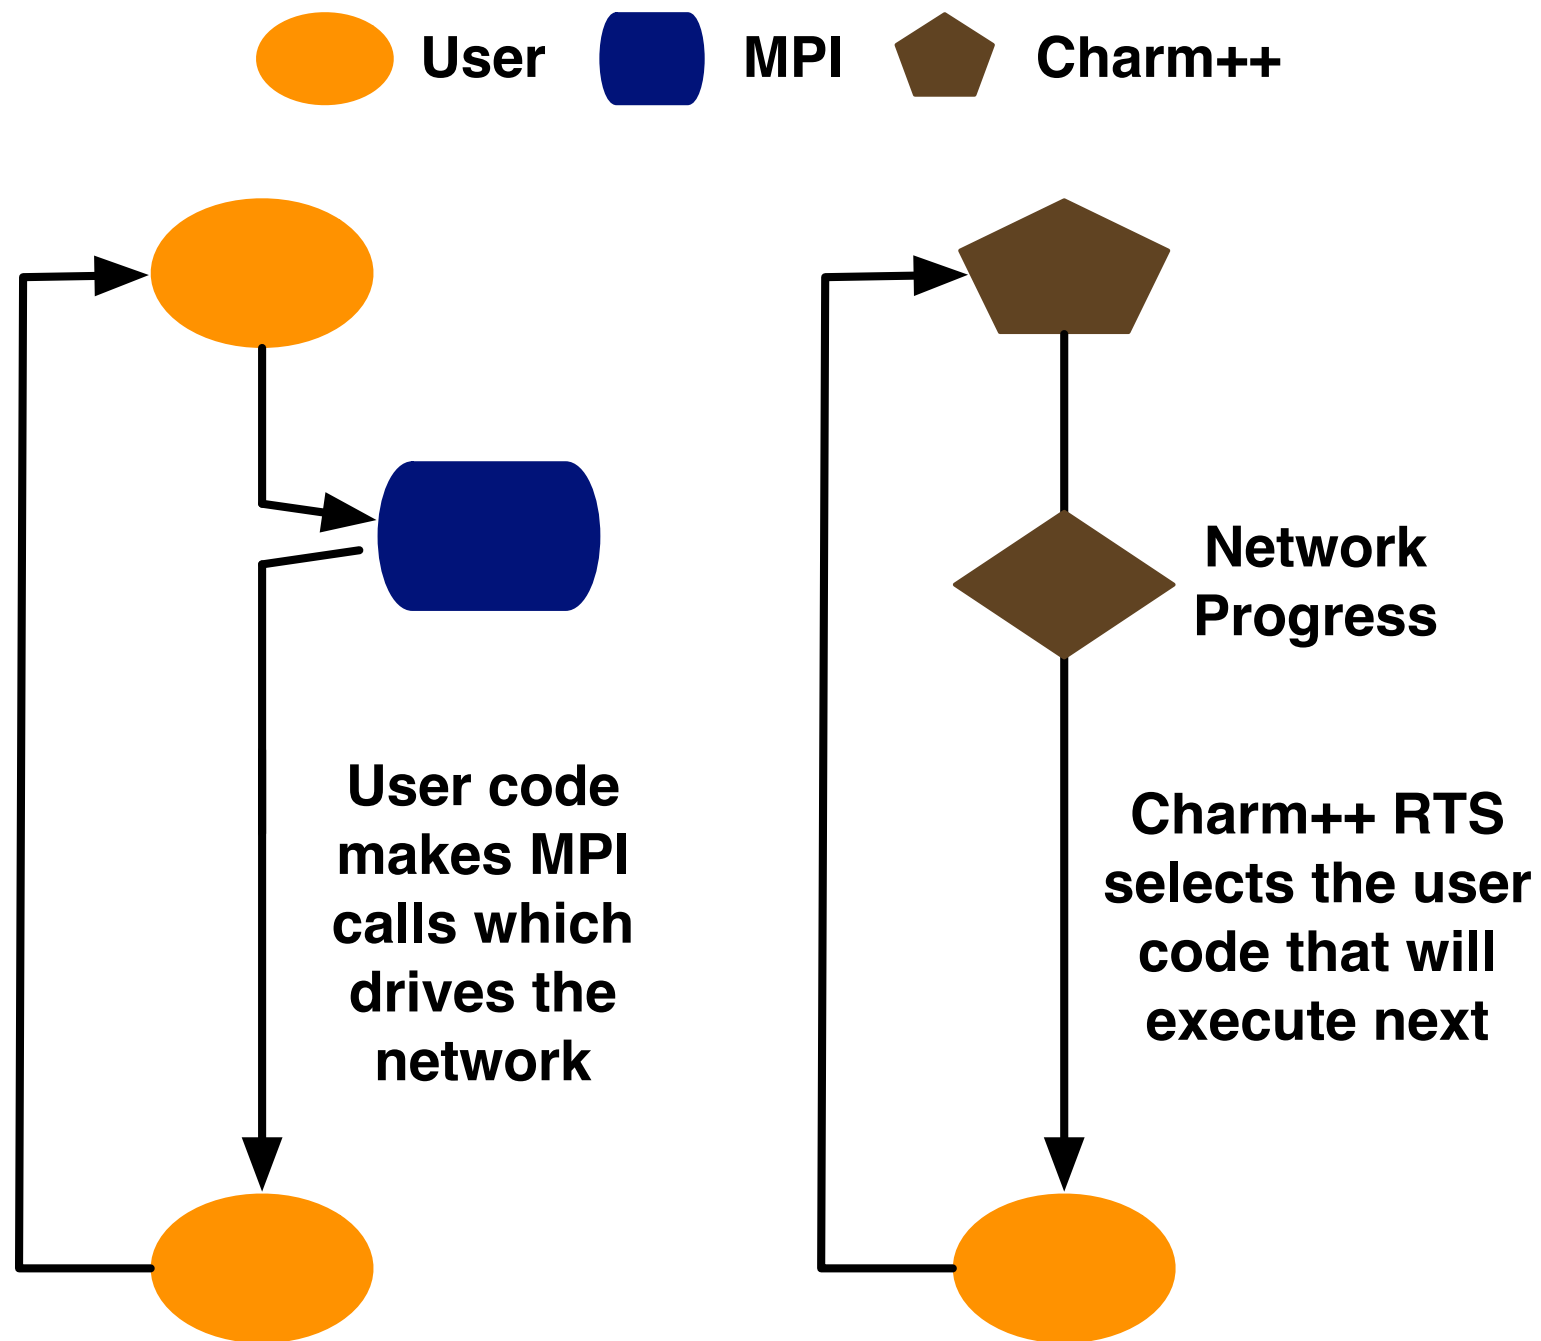 User MPI Charm++
Network
Progress
User code
makes MPI
calls which
drives the
network
Charm++ RTS
selects the user
code that will
execute next